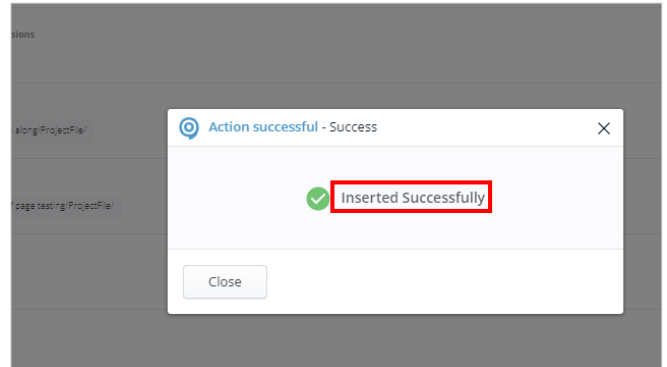 sions
along/ProjectFile/
Action successful - Success
Inserted Successfully
page testing/ProjectFile/
Close